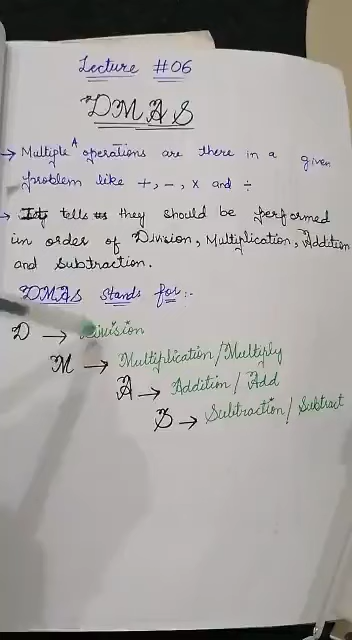 Lecture #06
DMAS
→ Multiple operations are there in a given
problem like +, −, × and ÷
→ It tells us they should be performed
in order of Division, Multiplication, Addition
and Subtraction.
DMAS Stands for:-
D → Division
M → Multiplication/Multiply
A → Addition / Add
S → Subtraction/ Subtract